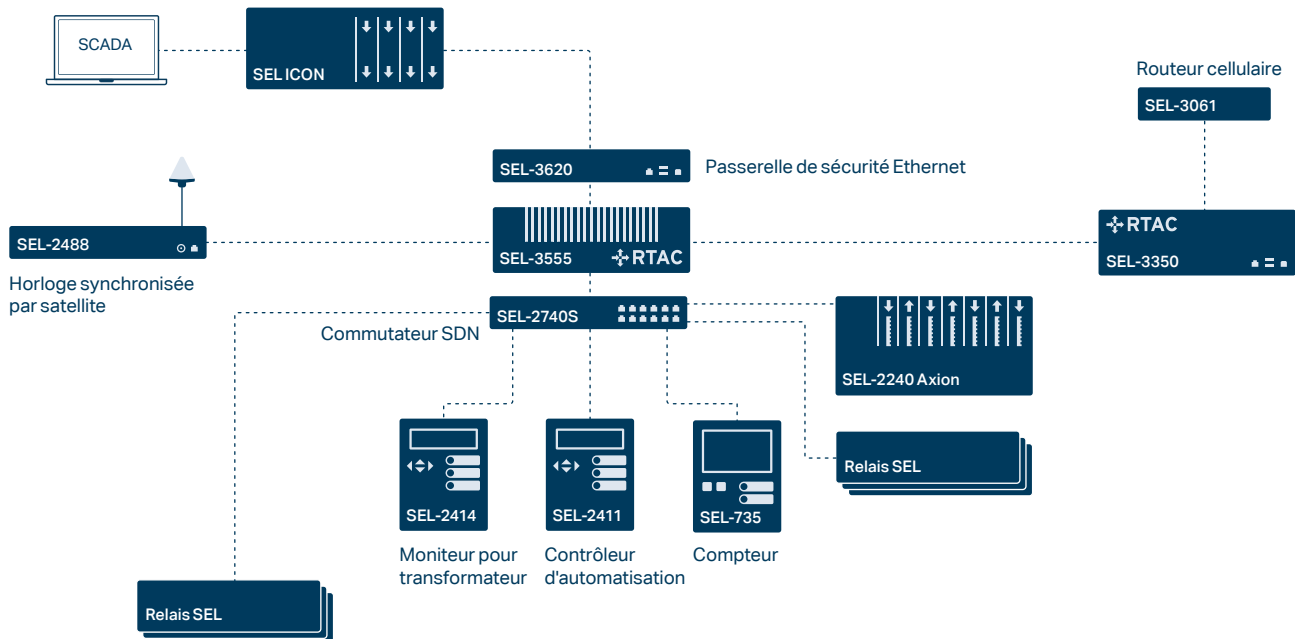 SCADA
SEL ICON
Routeur cellulaire
SEL-3061
SEL-3620
Passerelle de sécurité Ethernet
SEL-2488
Horloge synchronisée
par satellite
SEL-3555
RTAC
RTAC
SEL-3350
Commutateur SDN
SEL-2740S
SEL-2240 Axion
Relais SEL
SEL-2414
Moniteur pour
transformateur
SEL-2411
Contrôleur
d'automatisation
SEL-735
Compteur
Relais SEL